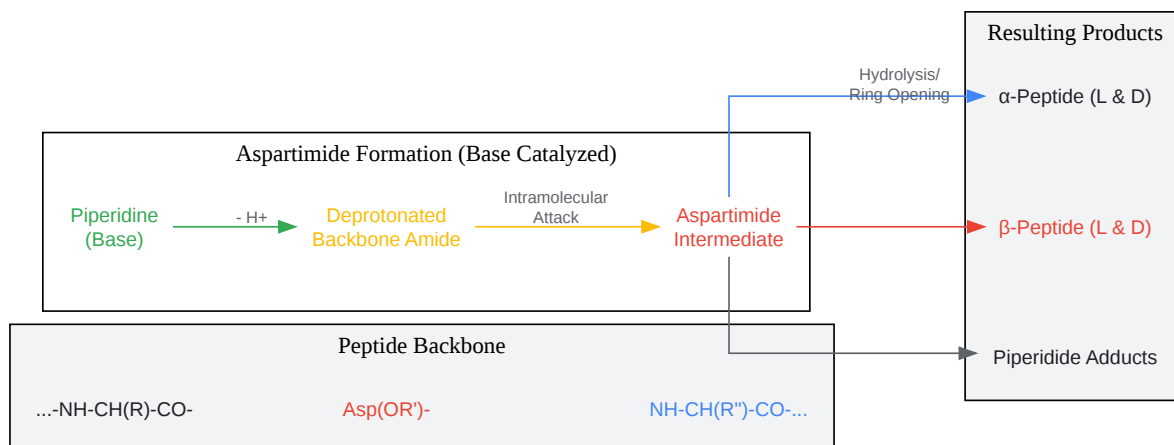 Resulting Products
Hydrolysis/
Ring Opening
α-Peptide (L & D)
Aspartimide Formation (Base Catalyzed)
Piperidine
(Base)
- H+
Deprotonated
Backbone Amide
Intramolecular
Attack
Aspartimide
Intermediate
β-Peptide (L & D)
Piperidide Adducts
Peptide Backbone
...-NH-CH(R)-CO-
Asp(OR')-
NH-CH(R'')-CO-...